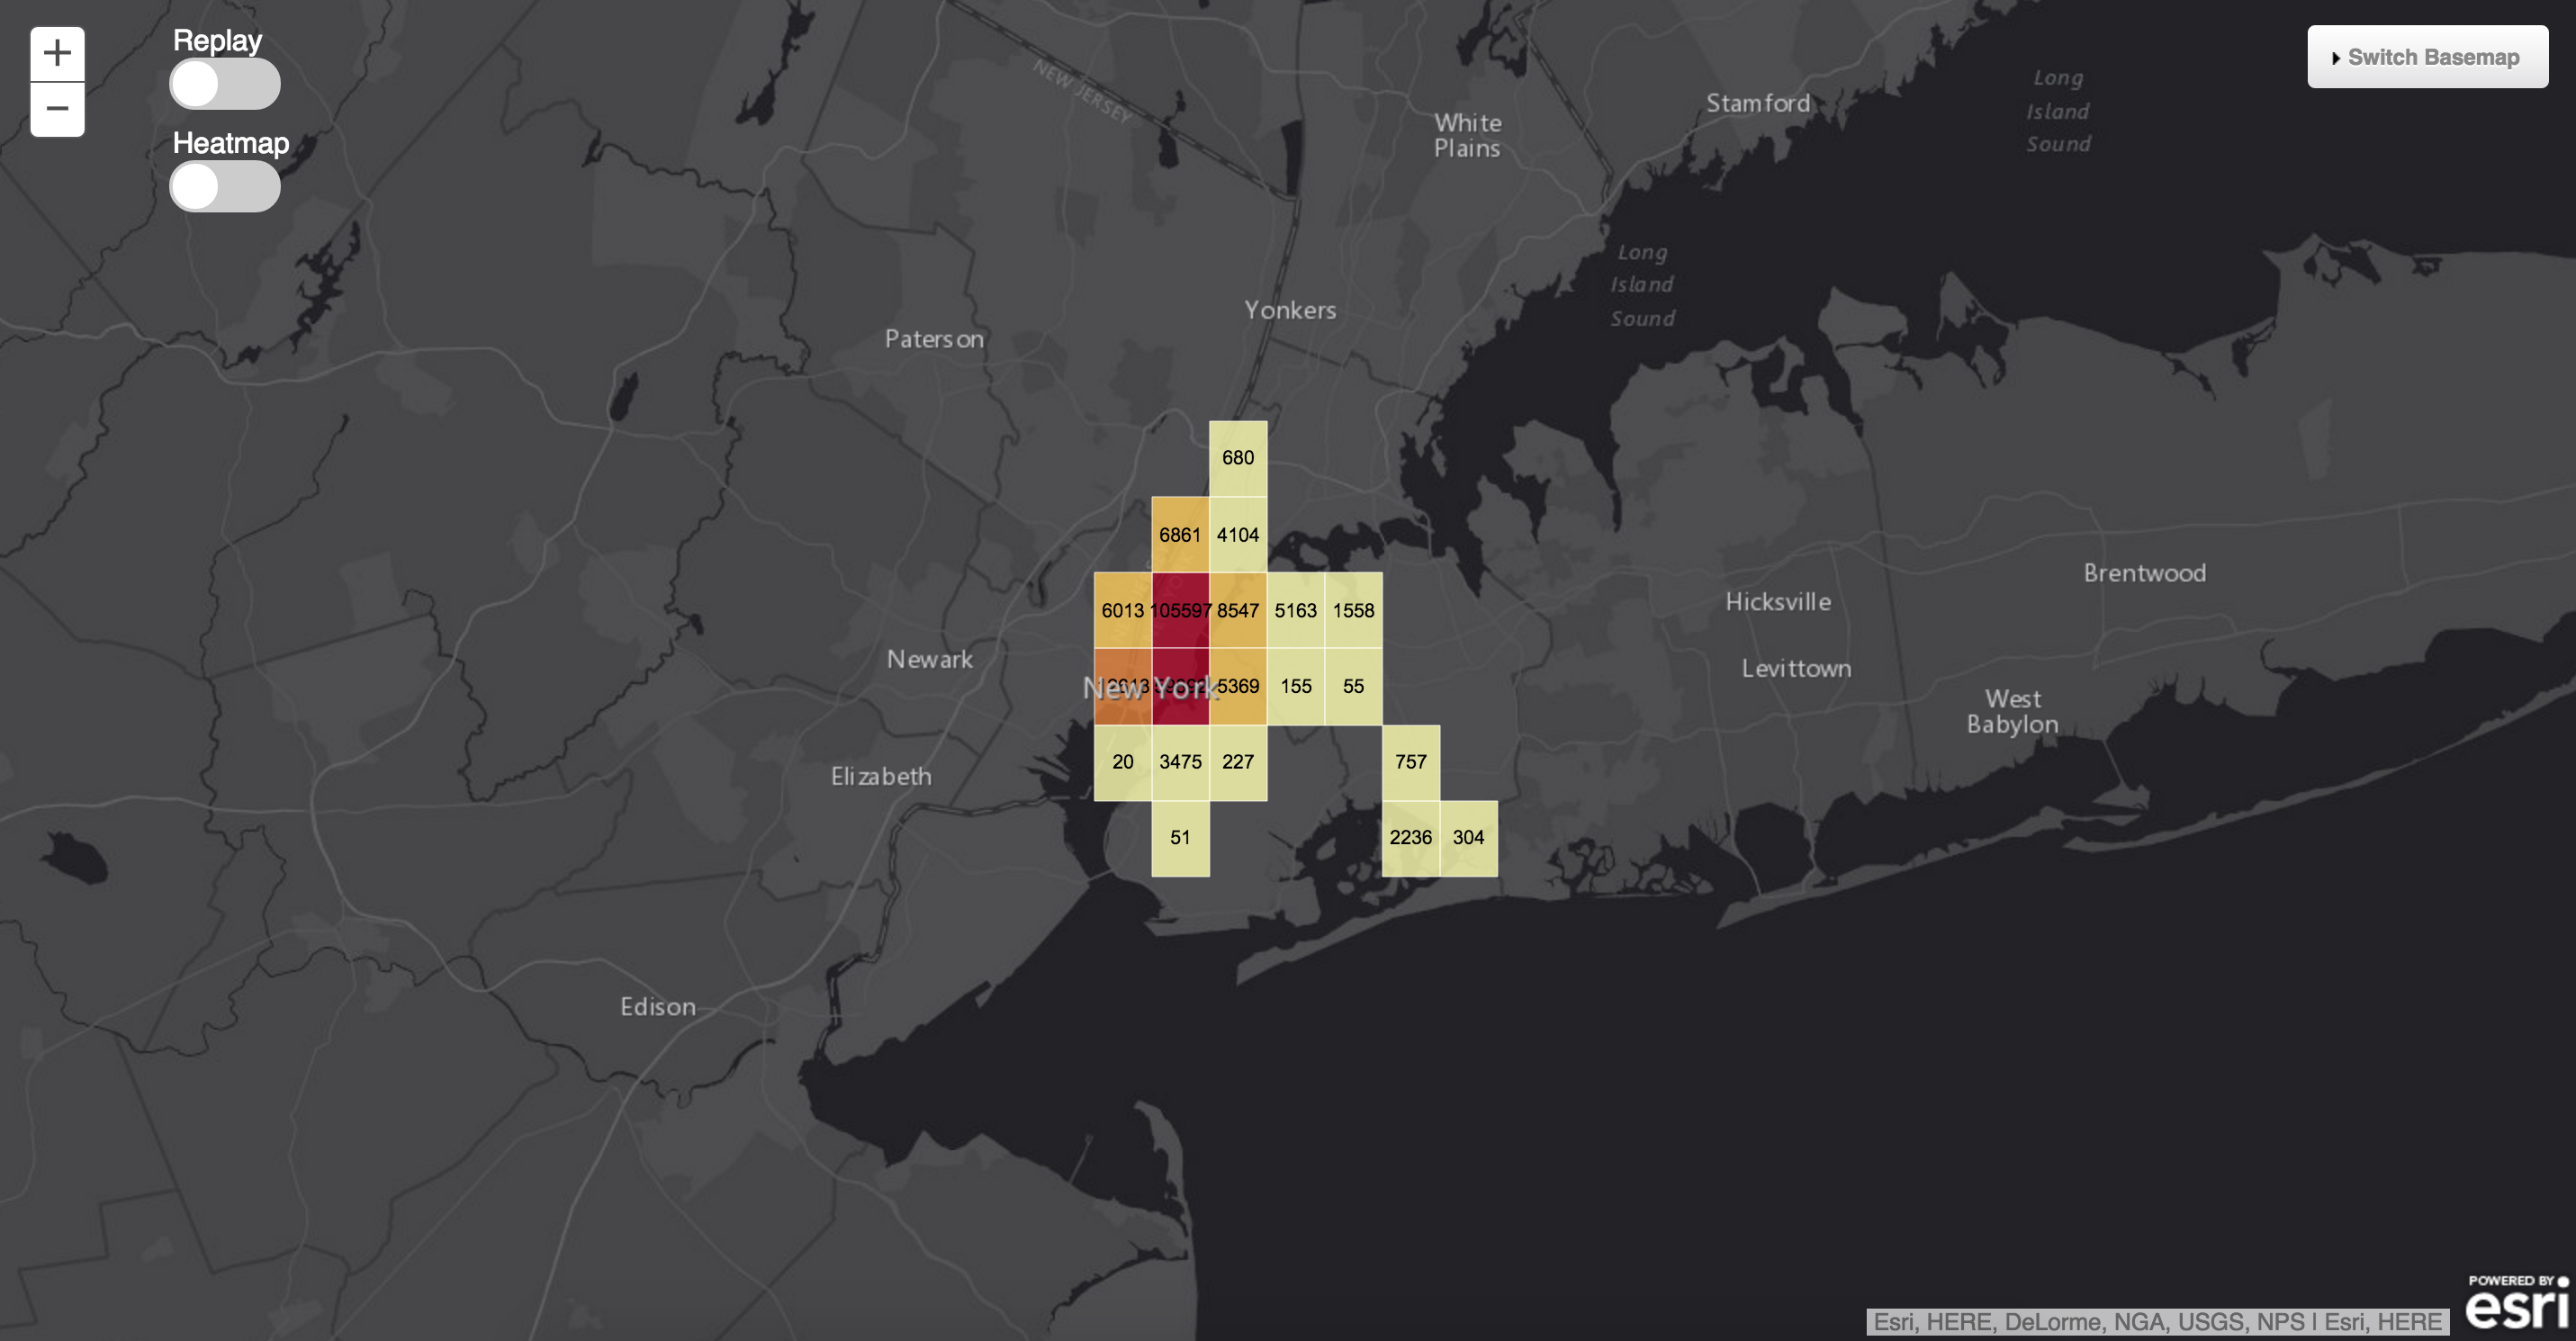 Replay
Heatmap
Switch Basemap
NEW JERSEY
White
Plains
Stamford
Long
Island
Sound
Long
Island
Sound
Yonkers
Paterson
680
6861 4104
6013 105597 8547 5163 1558
Newark
New York
5369 155 55
20 3475 227 757
51 2236 304
Elizabeth
Edison
Hicksville
Brentwood
Levittown
West
Babylon
POWERED BY
esri
Esri, HERE, DeLorme, NGA, USGS, NPS | Esri, HERE